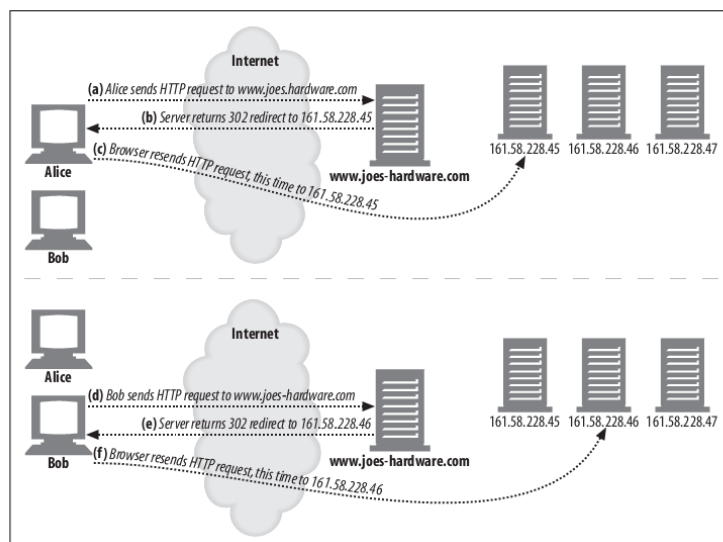 Internet
(a) Alice sends HTTP request to www.joes.hardware.com
(b) Server returns 302 redirect to 161.58.228.45
(c) Browser resends HTTP request, this time to 161.58.228.45
Alice
www.joes-hardware.com
161.58.228.45 161.58.228.46 161.58.228.47
Bob
Internet
Alice
(d) Bob sends HTTP request to www.joes-hardware.com
(e) Server returns 302 redirect to 161.58.228.46
(f) Browser resends HTTP request, this time to 161.58.228.46
Bob
www.joes-hardware.com
161.58.228.45 161.58.228.46 161.58.228.47